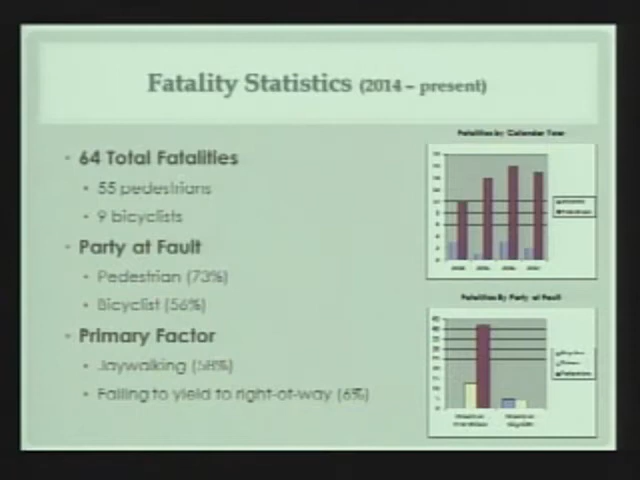 Fatality Statistics (2014 – present)
64 Total Fatalities
55 pedestrians
9 bicyclists
Party at Fault
Pedestrian (73%)
Bicyclist (56%)
Primary Factor
Jaywalking (58%)
Failing to yield to right-of-way (6%)
Fatalities by Calendar Year
Fatalities By Party at Fault